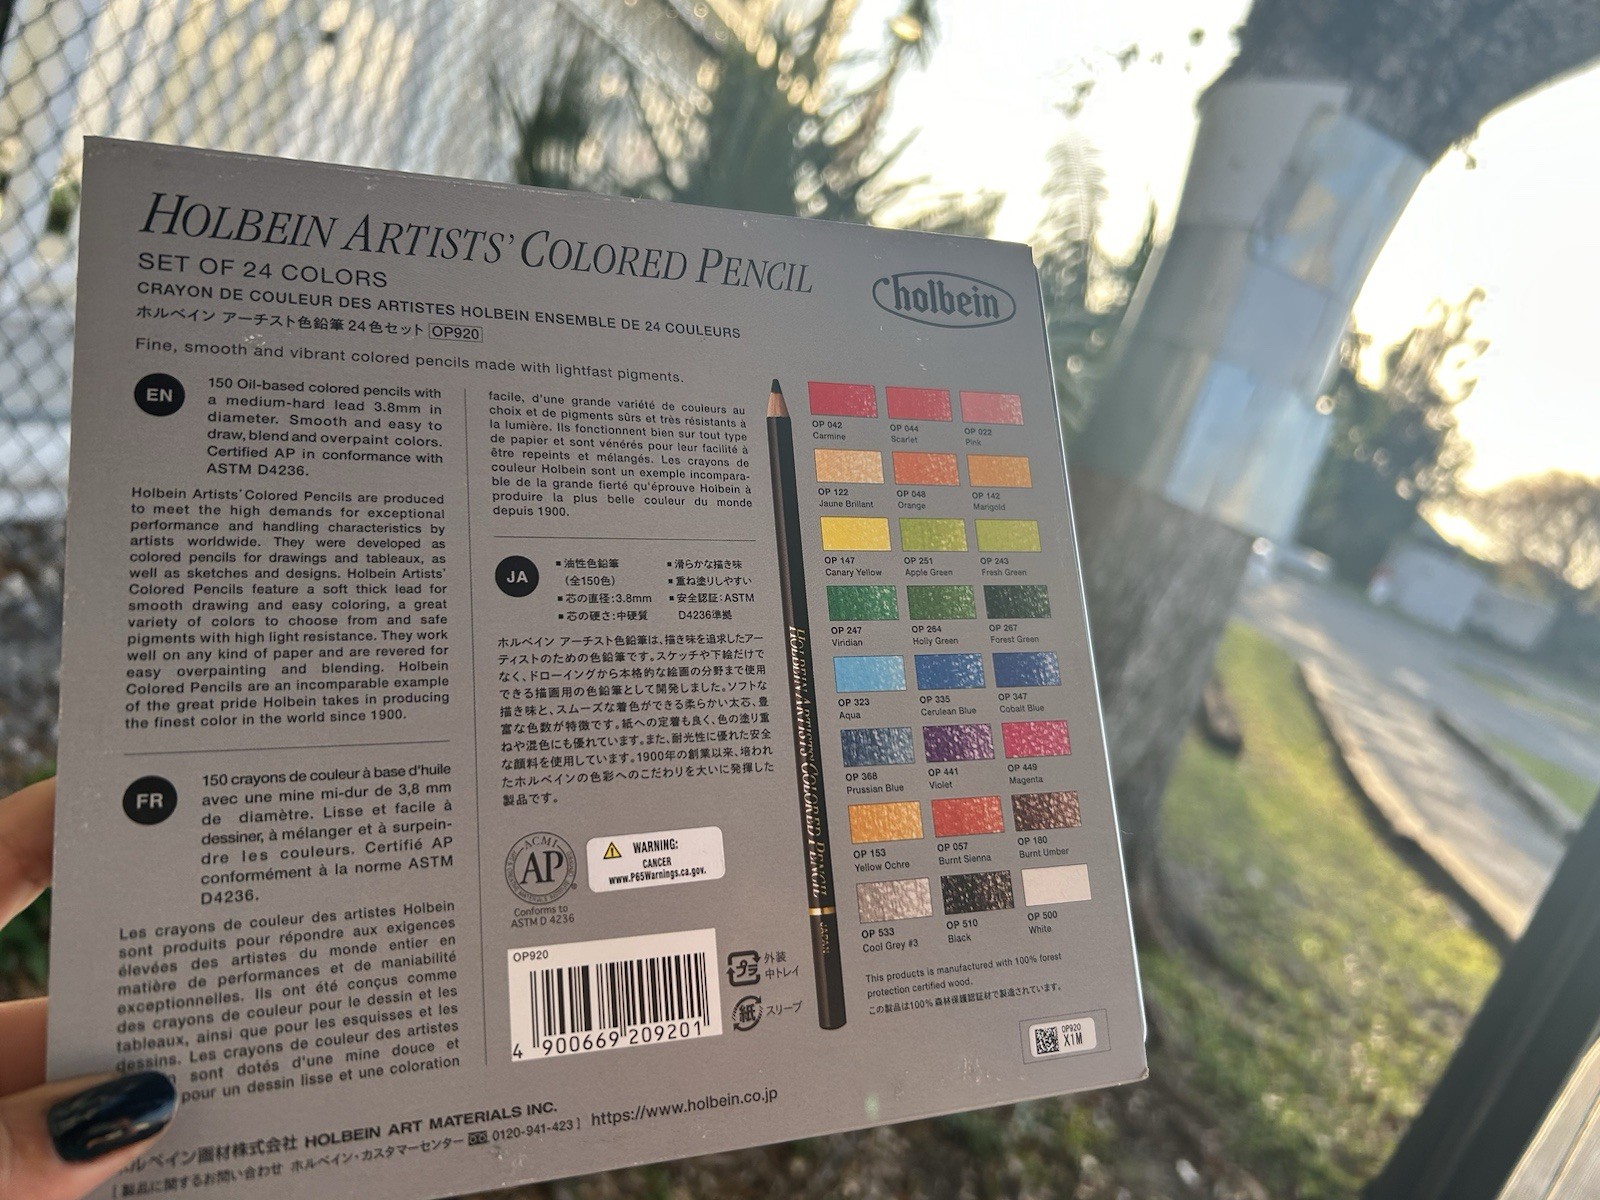 HOLBEIN ARTISTS' COLORED PENCIL
holbein
SET OF 24 COLORS
CRAYON DE COULEUR DES ARTISTES HOLBEIN ENSEMBLE DE 24 COULEURS
ホルベイン アーチスト色鉛筆 24色セット OP920
Fine, smooth and vibrant colored pencils made with lightfast pigments.
EN
150 Oil-based colored pencils with
a medium-hard lead 3.8mm in
diameter. Smooth and easy to
draw, blend and overpaint colors.
Certified AP in conformance with
ASTM D4236.
Holbein Artists' Colored Pencils are produced
to meet the high demands for exceptional
performance and handling characteristics by
artists worldwide. They were developed as
colored pencils for drawings and tableaux, as
well as sketches and designs. Holbein Artists'
Colored Pencils feature a soft thick lead for
smooth drawing and easy coloring, a great
variety of colors to choose from and safe
pigments with high light resistance. They work
well on any kind of paper and are revered for
easy overpainting and blending. Holbein
Colored Pencils are an incomparable example
of the great pride Holbein takes in producing
the finest color in the world since 1900.
FR
150 crayons de couleur à base d'huile
avec une mine mi-dur de 3,8 mm
de diamètre. Lisse et facile à
dessiner, à mélanger et à surpein-
dre les couleurs. Certifié AP
conformément à la norme ASTM
D4236.
Les crayons de couleur des artistes Holbein
sont produits pour répondre aux exigences
élevées des artistes du monde entier en
matière de performances et de maniabilité
exceptionnelles. Ils ont été conçus comme
des crayons de couleur pour le dessin et les
tableaux, ainsi que pour les esquisses et les
dessins. Les crayons de couleur des artistes
sont dotés d'une mine douce et
pour un dessin lisse et une coloration
facile, d'une grande variété de couleurs au
choix et de pigments sûrs et très résistants à
la lumière. Ils fonctionnent bien sur tout type
de papier et sont vénérés pour leur facilité à
être repeints et mélangés. Les crayons de
couleur Holbein sont un exemple incompara-
ble de la grande fierté qu'éprouve Holbein à
produire la plus belle couleur du monde
depuis 1900.
JA
■ 油性色鉛筆
（全150色）
■ 芯の直径：3.8mm
■ 芯の硬さ：中硬質
■ 滑らかな描き味
■ 重ね塗りしやすい
■ 安全認証：ASTM
D4236準拠
ホルベイン アーチスト色鉛筆は、描き味を追求したアー
ティストのための色鉛筆です。スケッチや下絵だけで
なく、ドローイングから本格的な絵画の分野まで使用
できる描画用の色鉛筆として開発しました。ソフトな
描き味と、スムーズな着色ができる柔らかい太芯、豊
富な色数が特徴です。紙への定着も良く、色の塗り重
ねや混色にも優れています。また、耐光性に優れた安全
な顔料を使用しています。1900年の創業以来、培われ
たホルベインの色彩へのこだわりを大いに発揮した
製品です。
ACMI
AP
Conforms to
ASTM D 4236
WARNING:
CANCER
www.P65Warnings.ca.gov.
OP920
4 900669 209201
プラ
外装
中トレイ
紙
スリーブ
HOLBEIN ARTISTS' COLORED PENCIL
OP 042
Carmine
OP 044
Scarlet
OP 022
Pink
OP 122
Jaune Brillant
OP 048
Orange
OP 142
Marigold
OP 147
Canary Yellow
OP 251
Apple Green
OP 243
Fresh Green
OP 247
Viridian
OP 264
Holly Green
OP 267
Forest Green
OP 323
Aqua
OP 335
Cerulean Blue
OP 347
Cobalt Blue
OP 368
Prussian Blue
OP 441
Violet
OP 449
Magenta
OP 153
Yellow Ochre
OP 057
Burnt Sienna
OP 180
Burnt Umber
OP 533
Cool Grey #3
OP 510
Black
OP 500
White
This products is manufactured with 100% forest
protection certified wood.
この製品は100％森林保護認証材で製造されています。
OP920
X1M
ホルベイン画材株式会社 HOLBEIN ART MATERIALS INC. https://www.holbein.co.jp
［製品に関するお問い合わせ ホルベイン・カスタマーセンター 0120-941-423］